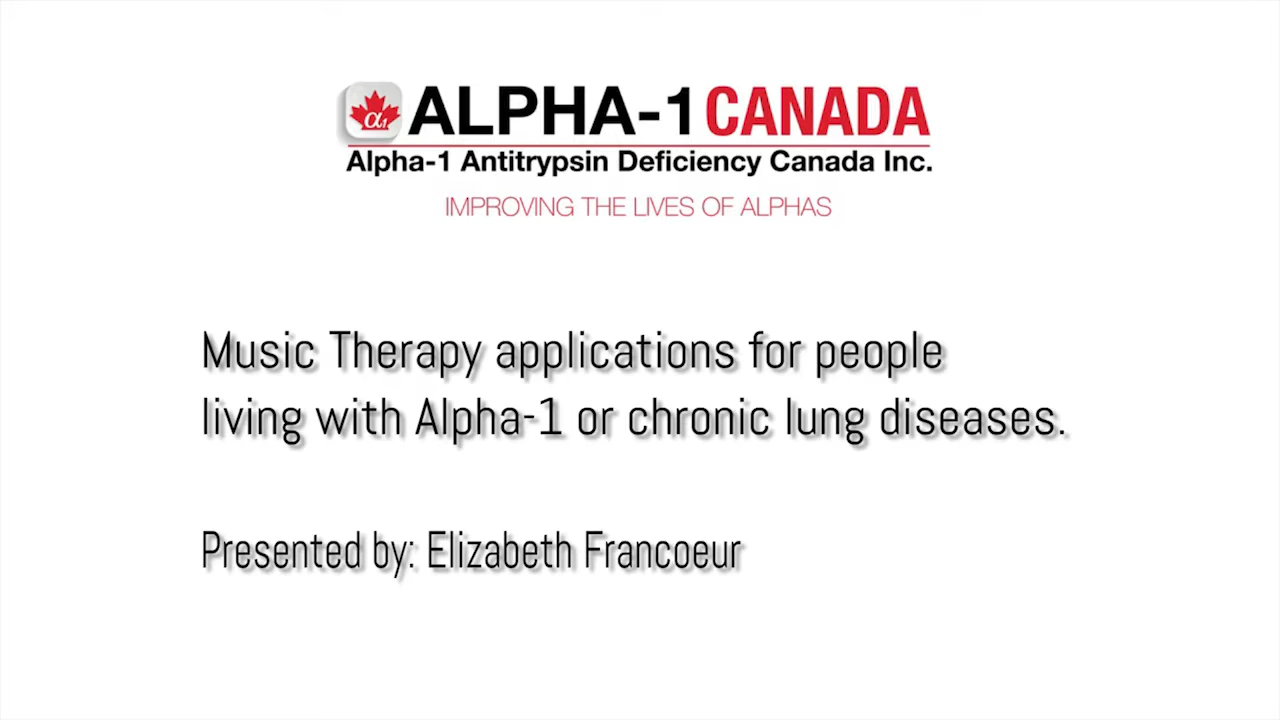 α1 ALPHA-1 CANADA
Alpha-1 Antitrypsin Deficiency Canada Inc.
IMPROVING THE LIVES OF ALPHAS
Music Therapy applications for people
living with Alpha-1 or chronic lung diseases.
Presented by: Elizabeth Francoeur